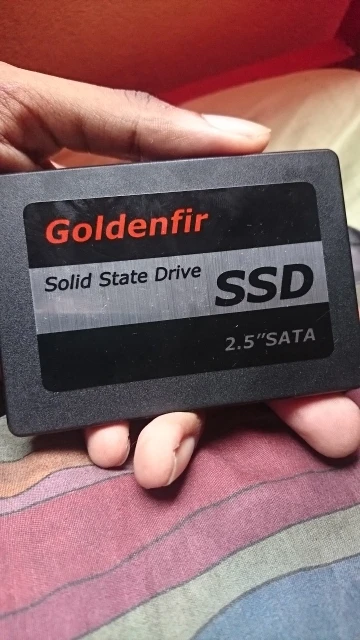 Goldenfir
Solid State Drive SSD
2.5"SATA